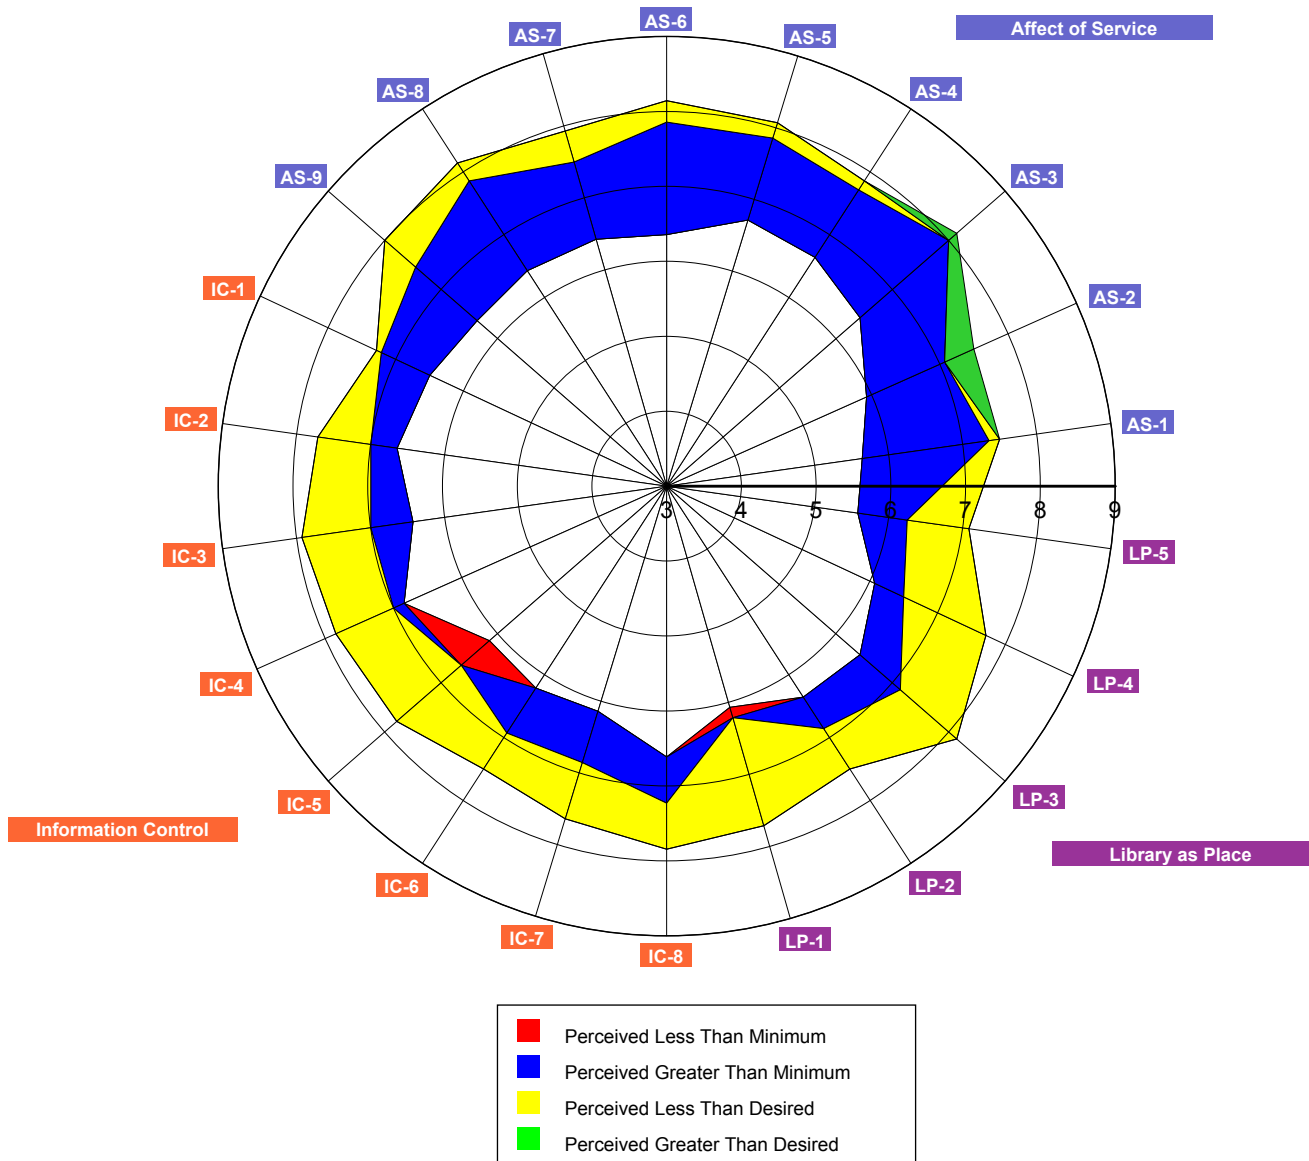 AS-6
Affect of Service
AS-7
AS-5
AS-8
AS-4
AS-9
AS-3
IC-1
AS-2
IC-2
AS-1
3 4 5 6 7 8 9
IC-3
LP-5
IC-4
LP-4
IC-5
LP-3
Information Control
Library as Place
IC-6
LP-2
IC-7
LP-1
IC-8
Perceived Less Than Minimum
Perceived Greater Than Minimum
Perceived Less Than Desired
Perceived Greater Than Desired